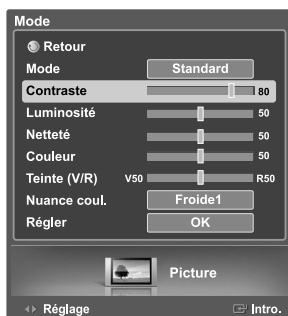 Mode
Retour
Mode Standard
Contraste 80
Luminosité 50
Netteté 50
Couleur 50
Teinte (V/R) V50 R50
Nuance coul. Froide1
Régler OK
Picture
Réglage Intro.